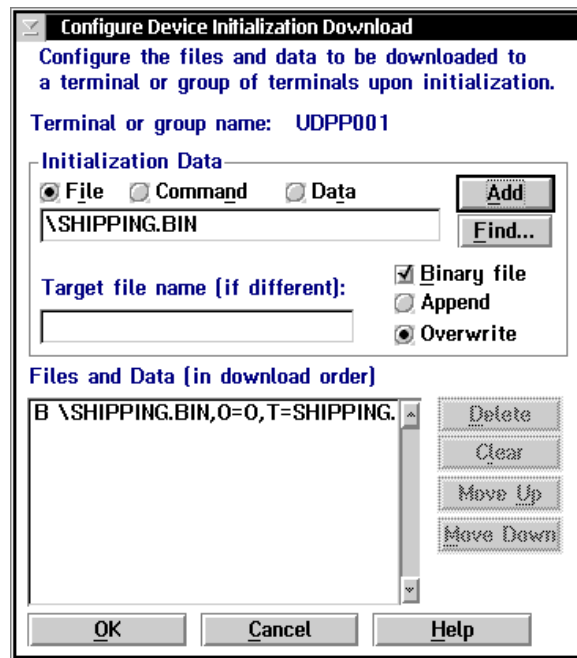 Configure Device Initialization Download
Configure the files and data to be downloaded to
a terminal or group of terminals upon initialization.
Terminal or group name: UDPP001
Initialization Data
File Command Data
Add
\SHIPPING.BIN
Find...
Binary file
Target file name (if different):
Append
Overwrite
Files and Data (in download order)
B \SHIPPING.BIN,O=O,T=SHIPPING.
Delete
Clear
Move Up
Move Down
OK Cancel Help